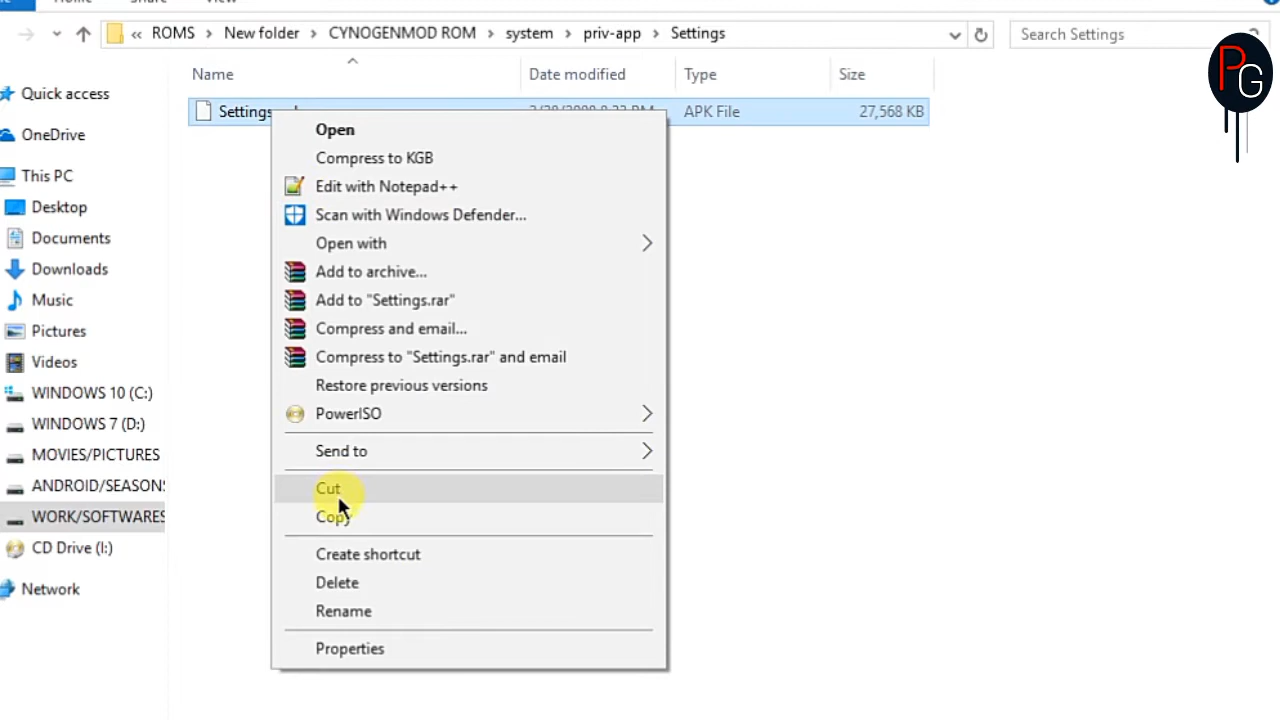 « ROMS > New folder > CYNOGENMOD ROM > system > priv-app > Settings
Search Settings
PG
Name Date modified Type Size
Settings APK File 27,568 KB
Quick access
OneDrive
This PC
Desktop
Documents
Downloads
Music
Pictures
Videos
WINDOWS 10 (C:)
WINDOWS 7 (D:)
MOVIES/PICTURES
ANDROID/SEASONS
WORK/SOFTWARES
CD Drive (I:)
Network
Open
Compress to KGB
Edit with Notepad++
Scan with Windows Defender...
Open with
Add to archive...
Add to "Settings.rar"
Compress and email...
Compress to "Settings.rar" and email
Restore previous versions
PowerISO
Send to
Cut
Copy
Create shortcut
Delete
Rename
Properties